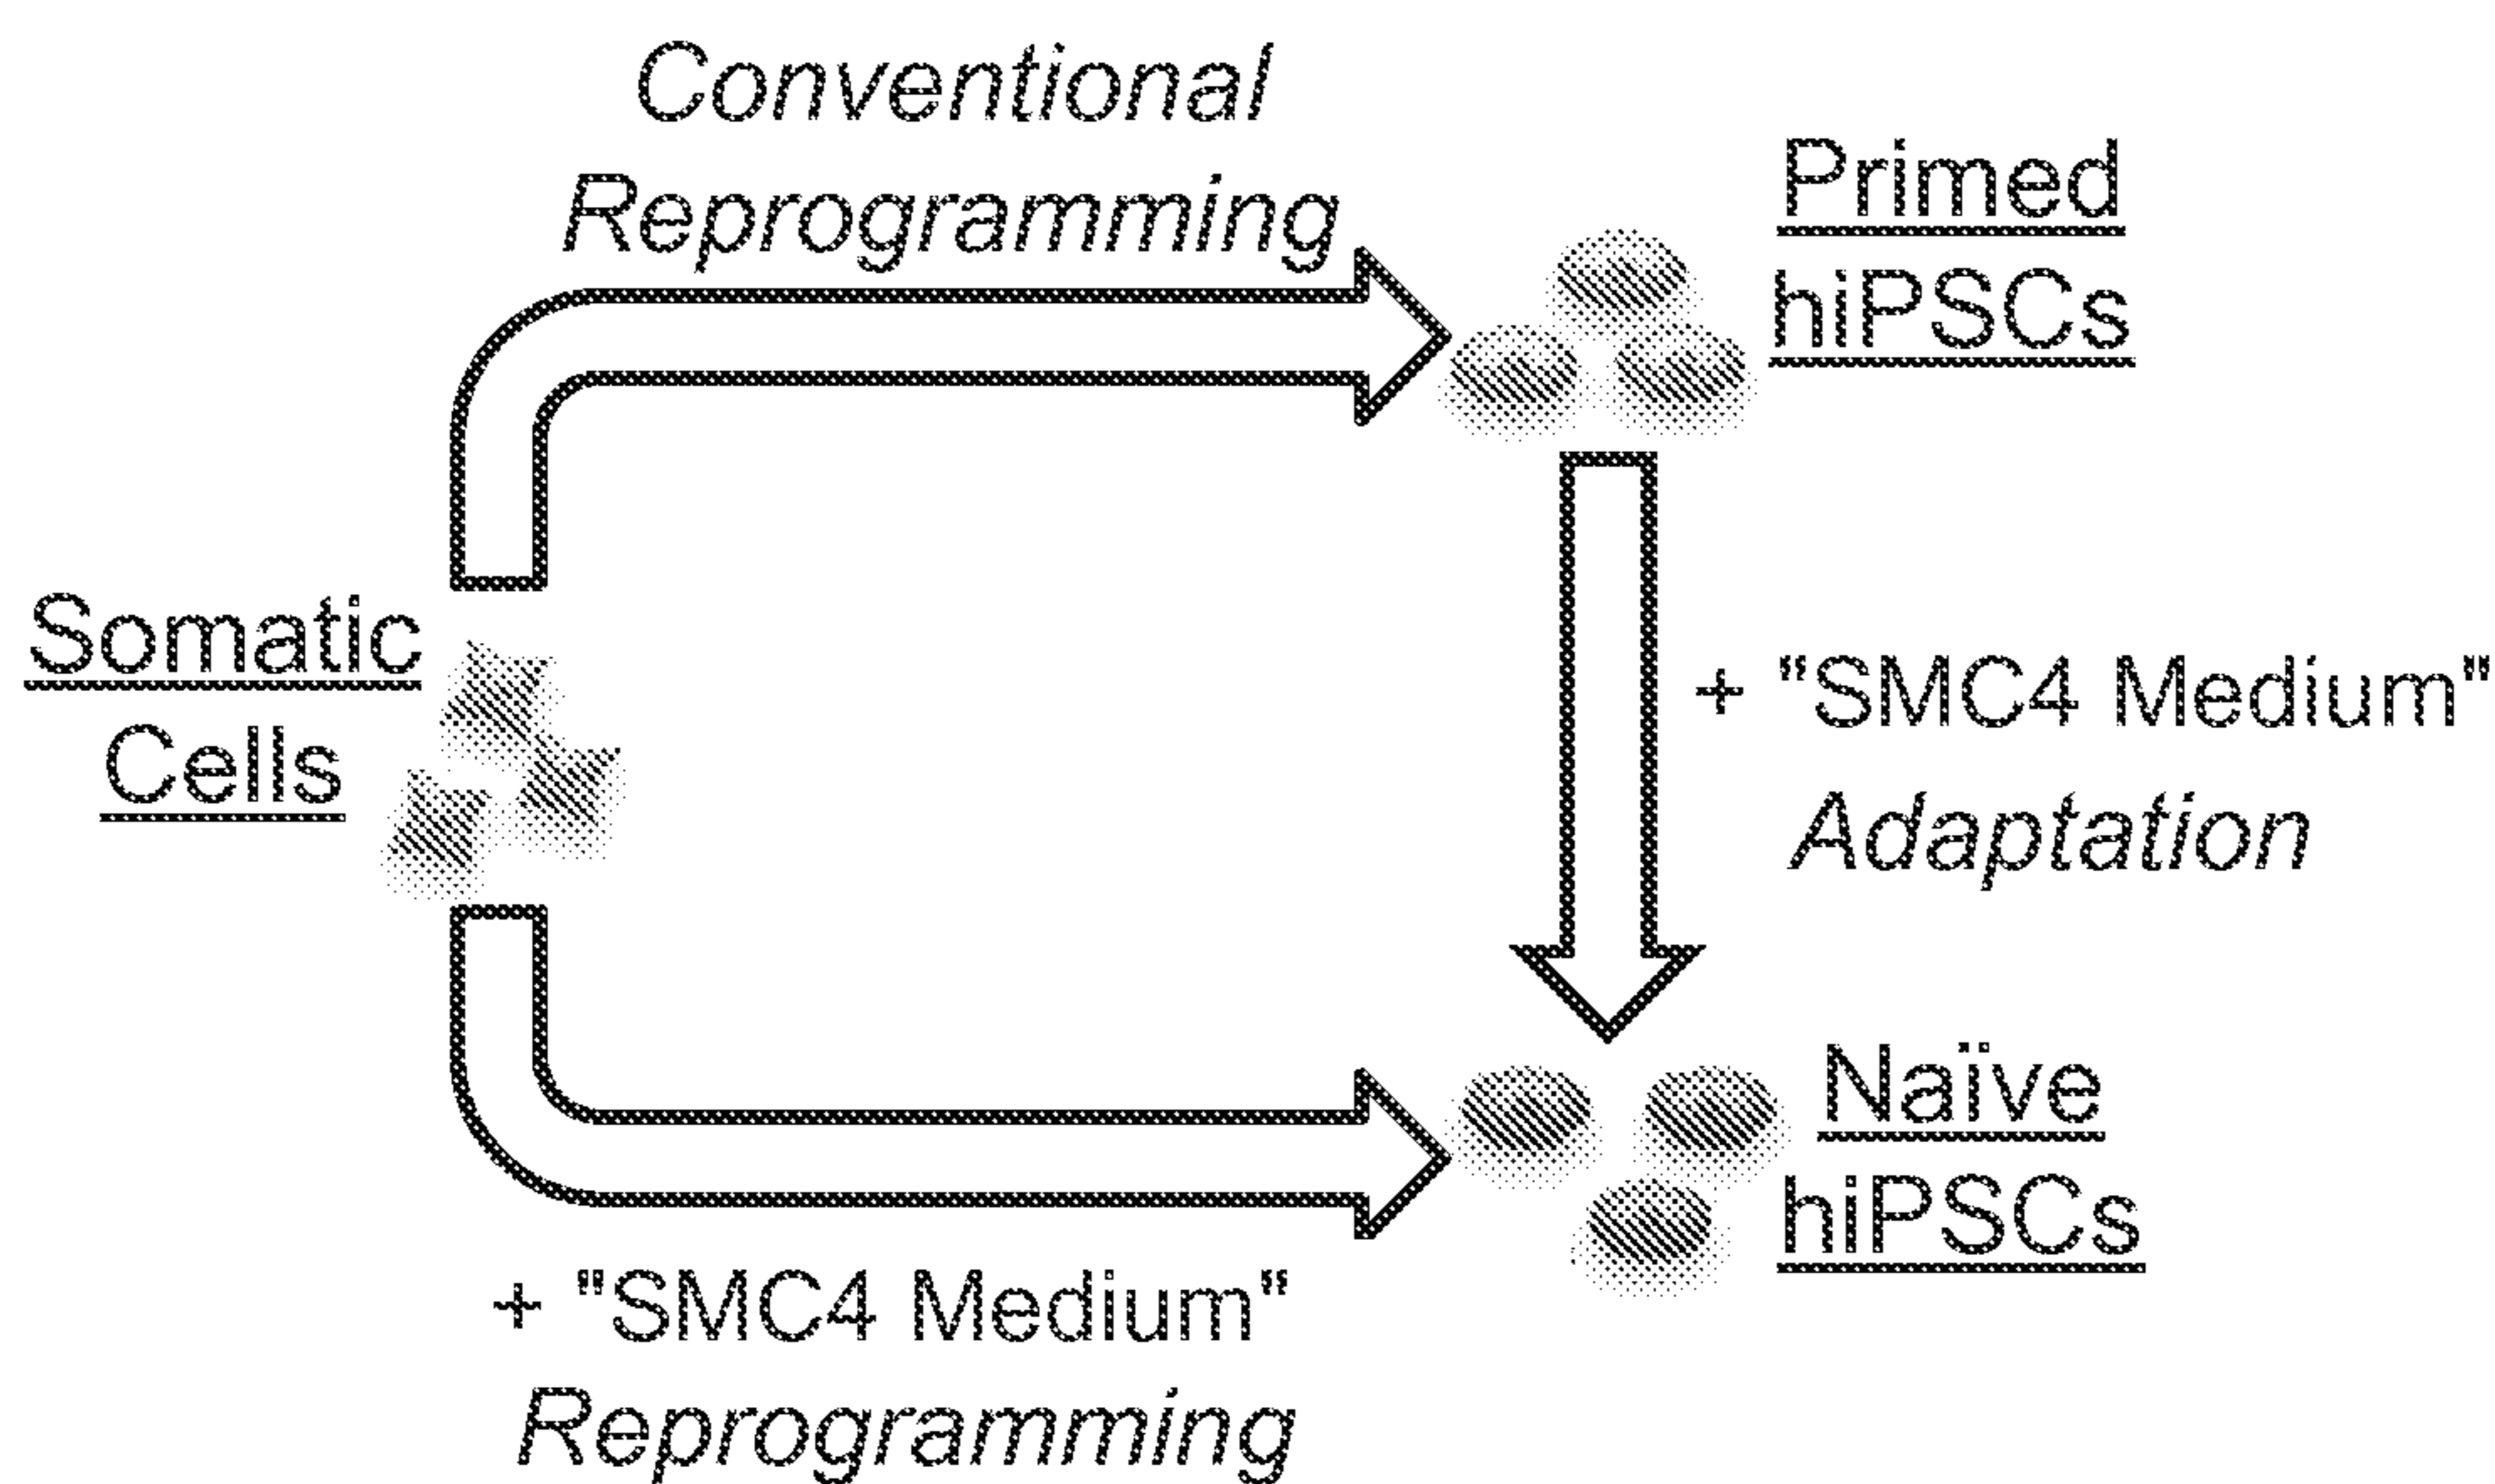 Conventional
Reprogramming
Primed
hiPSCs
Somatic
Cells
+ "SMC4 Medium"
Adaptation
Naïve
hiPSCs
+ "SMC4 Medium"
Reprogramming